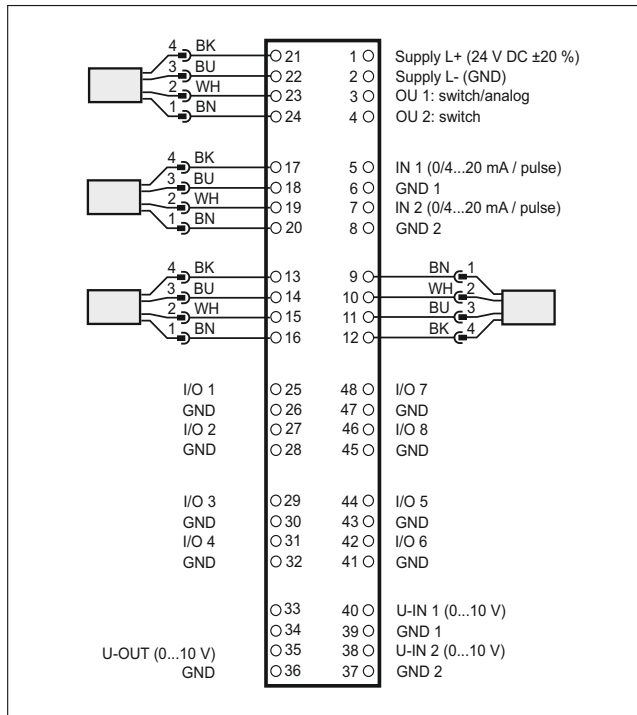 4 BK 21 1 Supply L+ (24 V DC ±20 %)
3 BU 22 2 Supply L- (GND)
2 WH 23 3 OU 1: switch/analog
1 BN 24 4 OU 2: switch
4 BK 17 5 IN 1 (0/4...20 mA / pulse)
3 BU 18 6 GND 1
2 WH 19 7 IN 2 (0/4...20 mA / pulse)
1 BN 20 8 GND 2
4 BK 13 9 BN 1
3 BU 14 10 WH 2
2 WH 15 11 BU 3
1 BN 16 12 BK 4
I/O 1 25 48 I/O 7
GND 26 47 GND
I/O 2 27 46 I/O 8
GND 28 45 GND
I/O 3 29 44 I/O 5
GND 30 43 GND
I/O 4 31 42 I/O 6
GND 32 41 GND
33 40 U-IN 1 (0...10 V)
34 39 GND 1
U-OUT (0...10 V) 35 38 U-IN 2 (0...10 V)
GND 36 37 GND 2